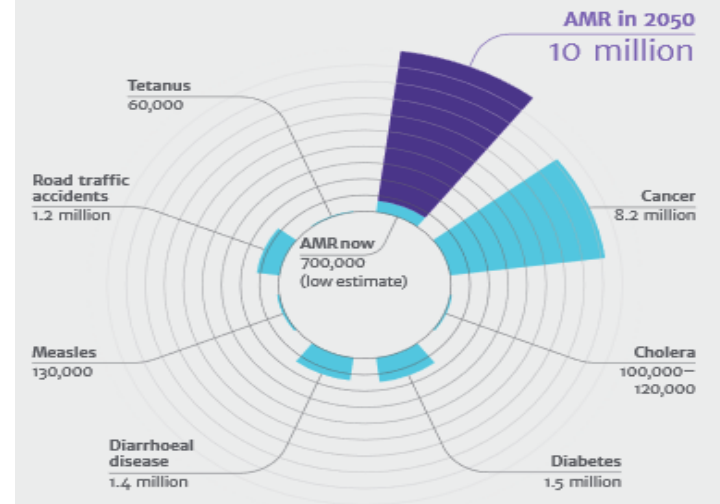 AMR in 2050
10 million
Tetanus
60,000
Road traffic
accidents
1.2 million
Cancer
8.2 million
AMR now
700,000
(low estimate)
Measles
130,000
Cholera
100,000–
120,000
Diarrhoeal
disease
1.4 million
Diabetes
1.5 million